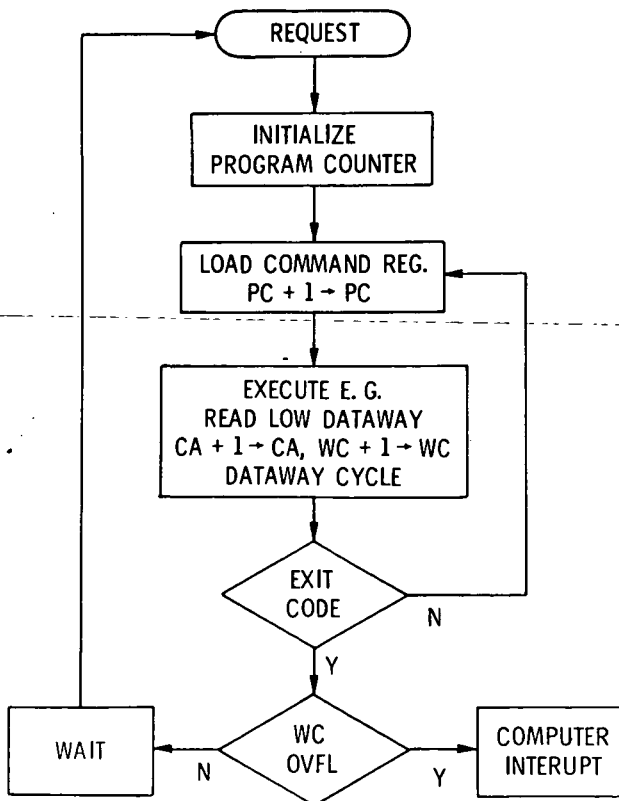 REQUEST
INITIALIZE
PROGRAM COUNTER
LOAD COMMAND REG.
PC + 1 → PC
EXECUTE E. G.
READ LOW DATAWAY
CA + 1 → CA, WC + 1 → WC
DATAWAY CYCLE
EXIT
CODE
N
Y
WAIT
N
WC
OVFL
Y
COMPUTER
INTERUPT